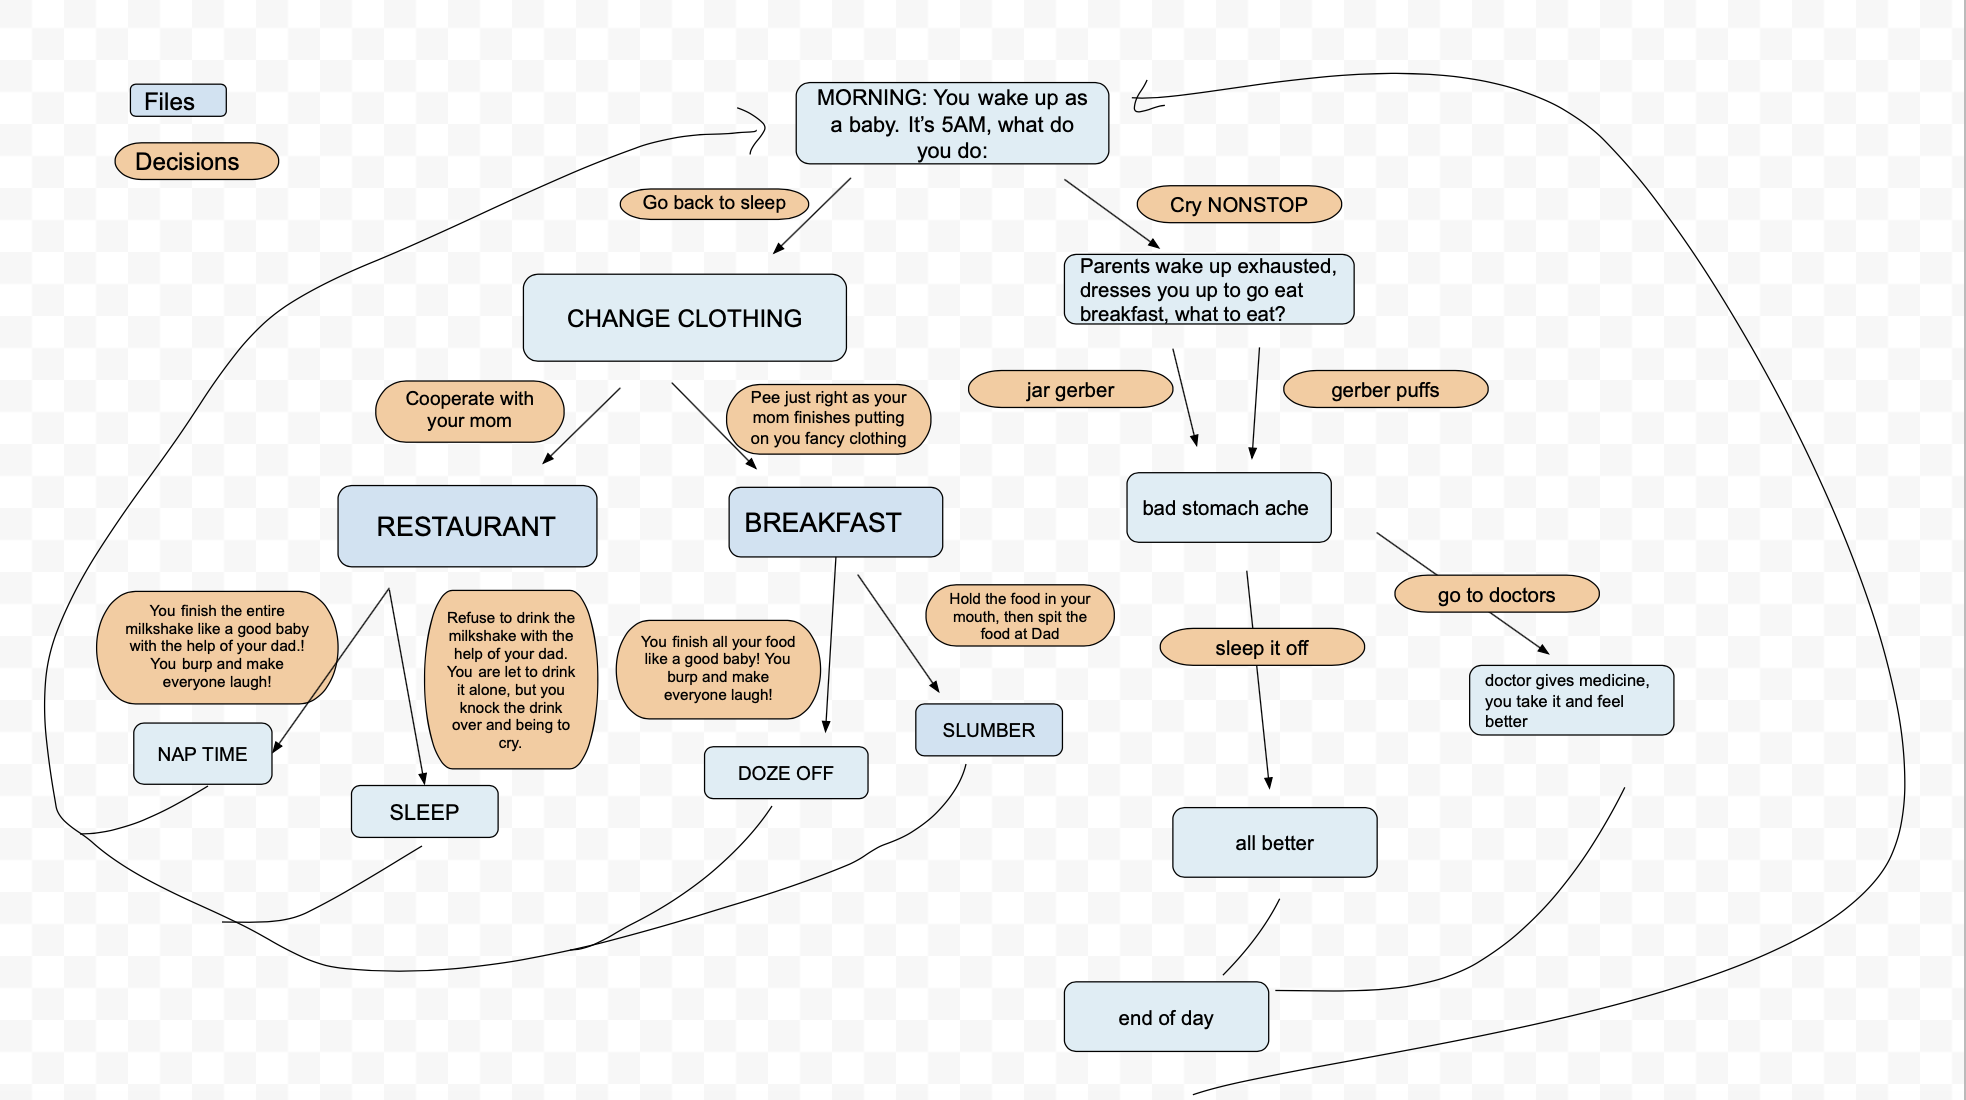 Files
Decisions
MORNING: You wake up as
a baby. It's 5AM, what do
you do:
Go back to sleep
Cry NONSTOP
CHANGE CLOTHING
Parents wake up exhausted,
dresses you up to go eat
breakfast, what to eat?
Cooperate with
your mom
Pee just right as your
mom finishes putting
on you fancy clothing
jar gerber
gerber puffs
RESTAURANT
BREAKFAST
bad stomach ache
You finish the entire
milkshake like a good baby
with the help of your dad.!
You burp and make
everyone laugh!
Refuse to drink the
milkshake with the
help of your dad.
You are let to drink
it alone, but you
knock the drink
over and being to
cry.
You finish all your food
like a good baby! You
burp and make
everyone laugh!
Hold the food in your
mouth, then spit the
food at Dad
go to doctors
sleep it off
NAP TIME
SLEEP
DOZE OFF
SLUMBER
doctor gives medicine,
you take it and feel
better
all better
end of day